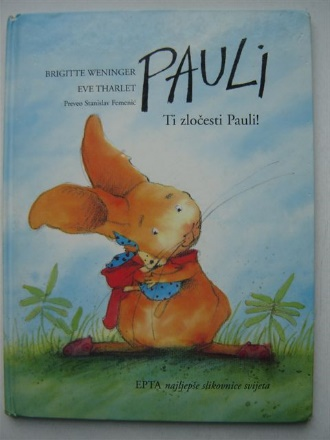 BRIGITTE WENINGER
EVE THARLET
Preveo Stanislav Femenić
PAULI
Ti zločesti Pauli!
EPTA najljepše slikovnice svijeta